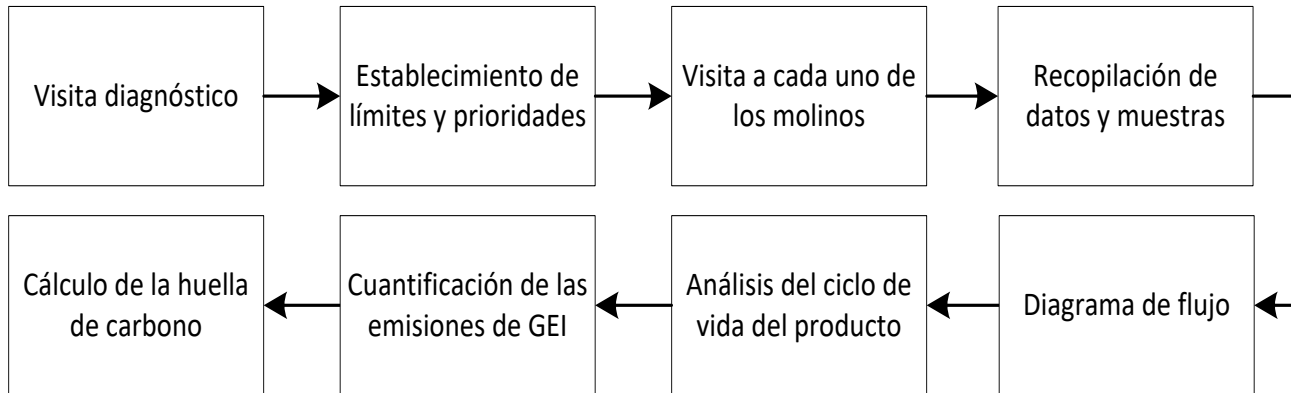 Visita diagnóstico
Establecimiento de
límites y prioridades
Visita a cada uno de
los molinos
Recopilación de
datos y muestras
Diagrama de flujo
Análisis del ciclo de
vida del producto
Cuantificación de las
emisiones de GEI
Cálculo de la huella
de carbono